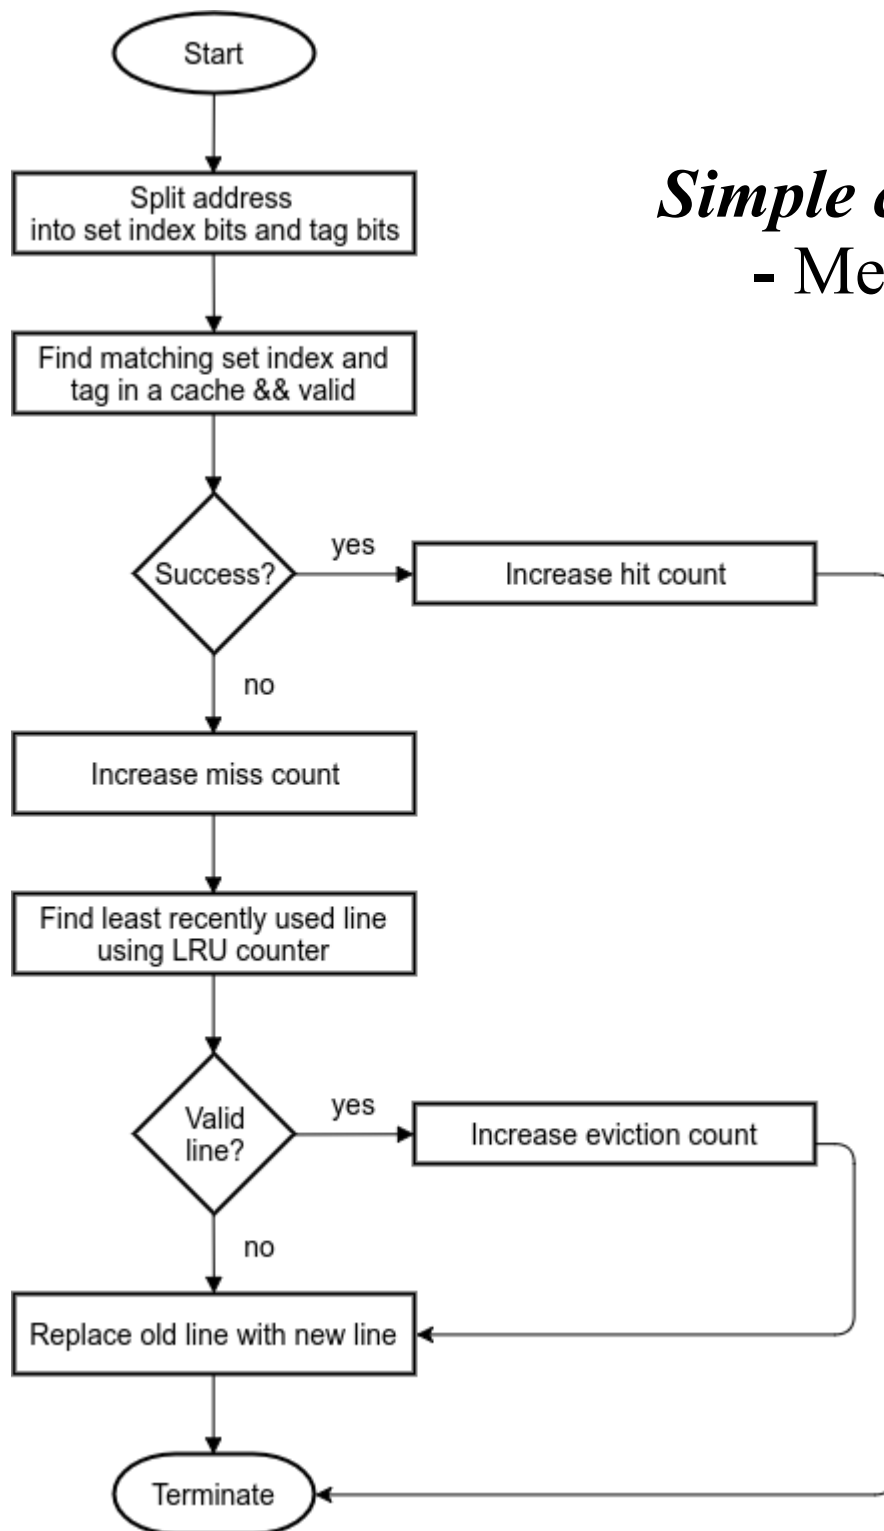 Start
Split address
into set index bits and tag bits
Simple
- Me
Find matching set index and
tag in a cache && valid
Success?
yes
Increase hit count
no
Increase miss count
Find least recently used line
using LRU counter
Valid
line?
yes
Increase eviction count
no
Replace old line with new line
Terminate